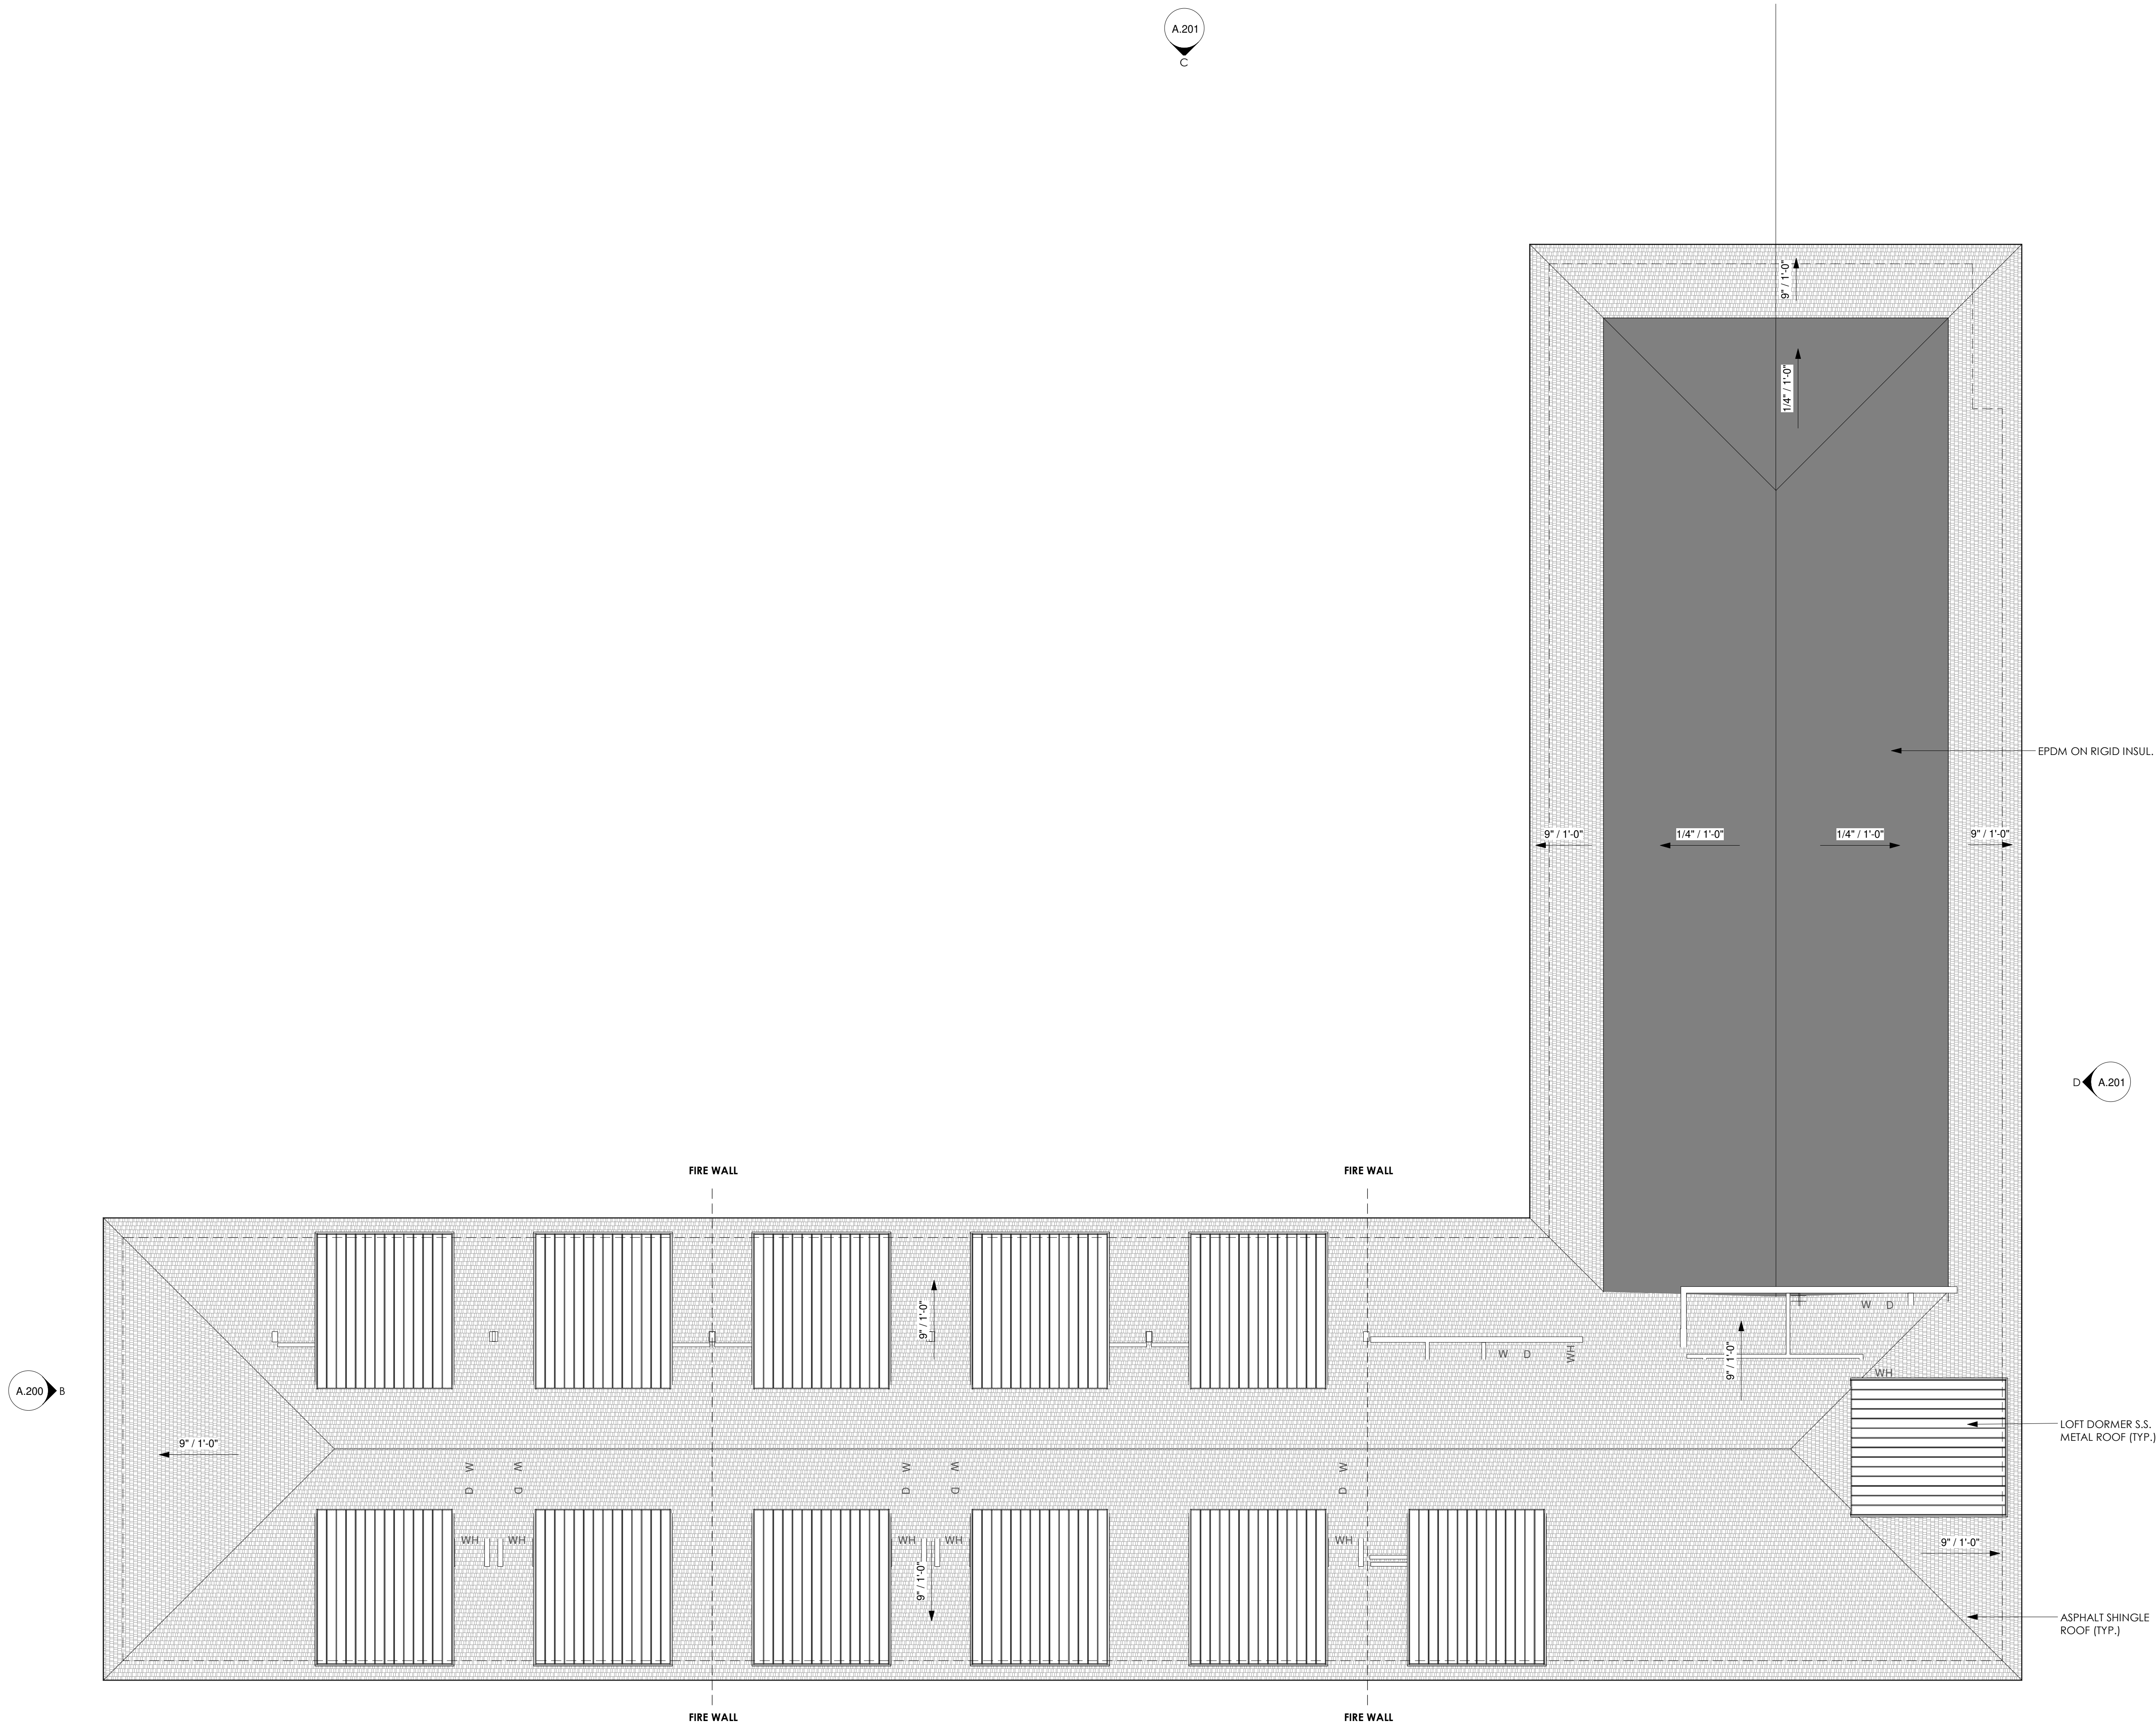 A.201
C
9" / 1'-0"
1/4" / 1'-0"
EPDM ON RIGID INSUL.
9" / 1'-0"
1/4" / 1'-0"
1/4" / 1'-0"
9" / 1'-0"
D
A.201
FIRE WALL
FIRE WALL
W
D
9" / 1'-0"
W
D
WH
9" / 1'-0"
WH
A.200
B
LOFT DORMER S.S.
METAL ROOF (TYP.)
9" / 1'-0"
W
W
W
W
W
D
D
D
D
D
WH
WH
WH
WH
WH
9" / 1'-0"
9" / 1'-0"
ASPHALT SHINGLE
ROOF (TYP.)
FIRE WALL
FIRE WALL